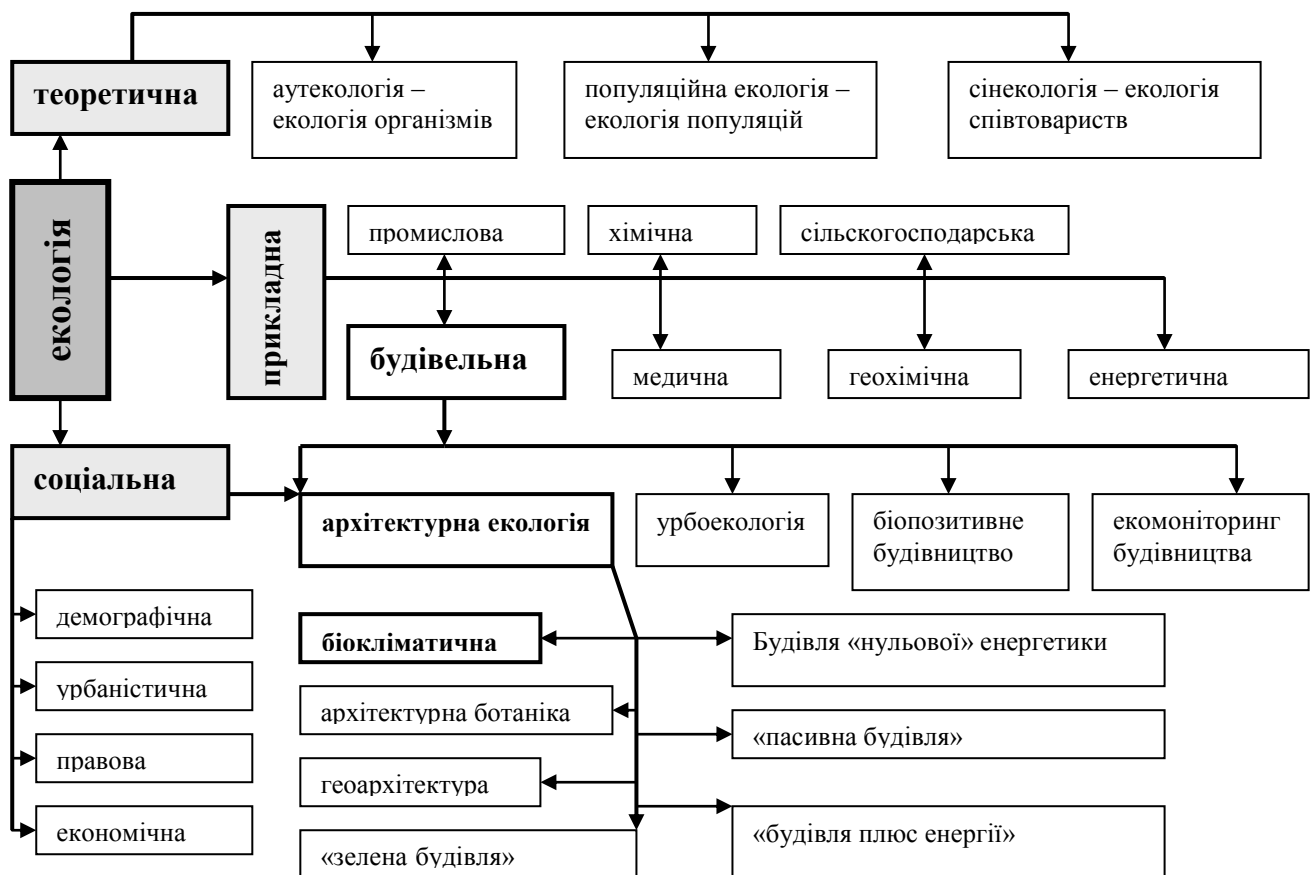 теоретична
аутекологія –
екологія організмів
популяційна екологія –
екологія популяцій
сінекологія – екологія
співтовариств
екологія
прикладна
промислова
хімічна
сільскогосподарська
будівельна
медична
геохімічна
енергетична
соціальна
архітектурна екологія
урбоекологія
біопозитивне
будівництво
екомоніторинг
будівництва
демографічна
урбаністична
правова
економічна
біокліматична
архітектурна ботаніка
геоархітектура
«зелена будівля»
Будівля «нульової» енергетики
«пасивна будівля»
«будівля плюс енергії»